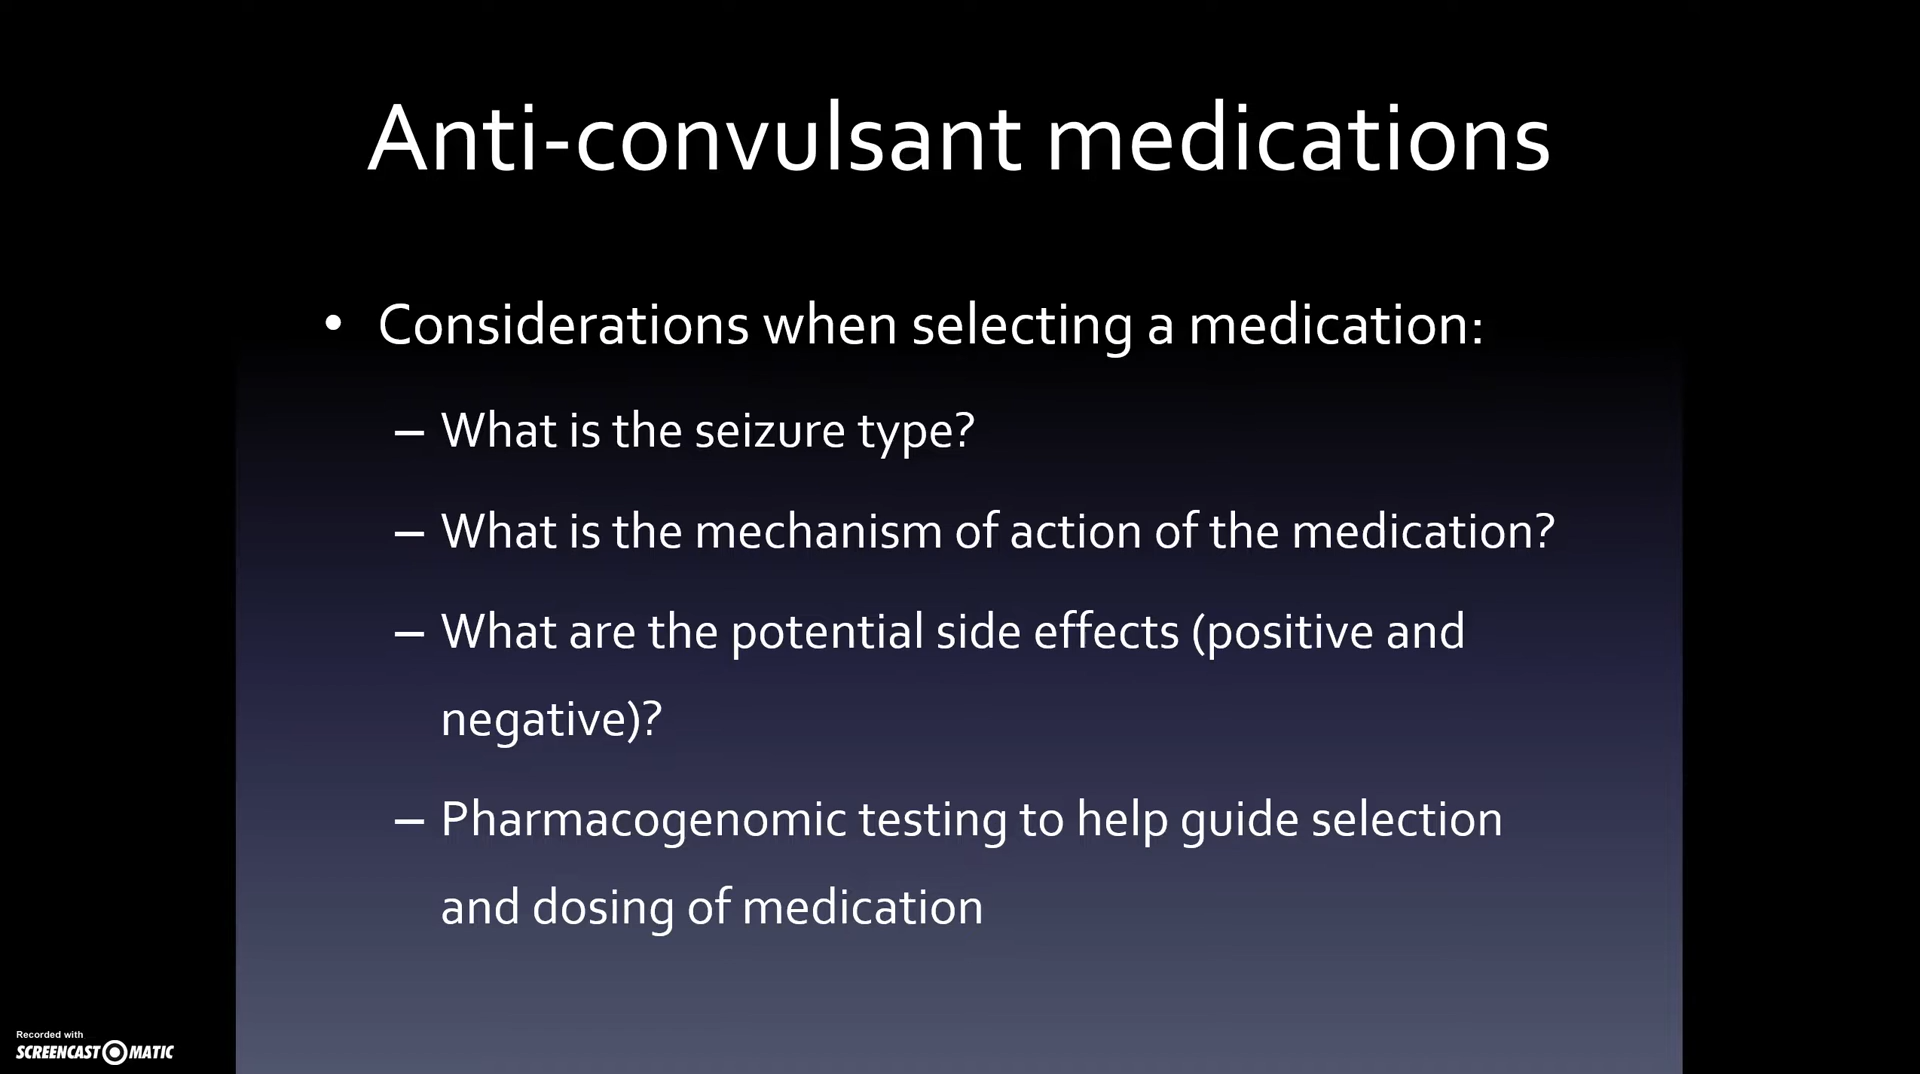 Anti-convulsant medications
• Considerations when selecting a medication:
– What is the seizure type?
– What is the mechanism of action of the medication?
– What are the potential side effects (positive and
negative)?
– Pharmacogenomic testing to help guide selection
and dosing of medication
Recorded with
SCREENCAST MATIC